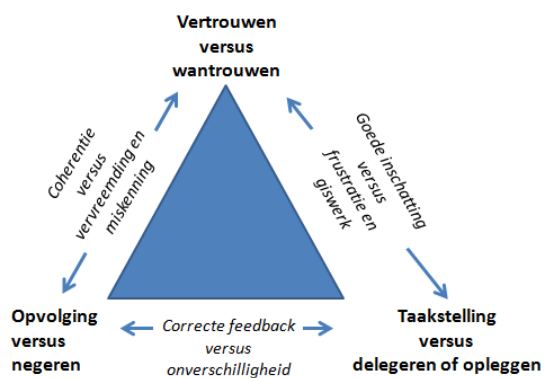 Vertrouwen
versus
wantrouwen
Coherentie
versus
vervreemding en
miskenning
Goede inschatting
versus
frustratie en
giswerk
Opvolging
versus
negeren
Correcte feedback
versus
onverschilligheid
Taakstelling
versus
delegeren of opleggen